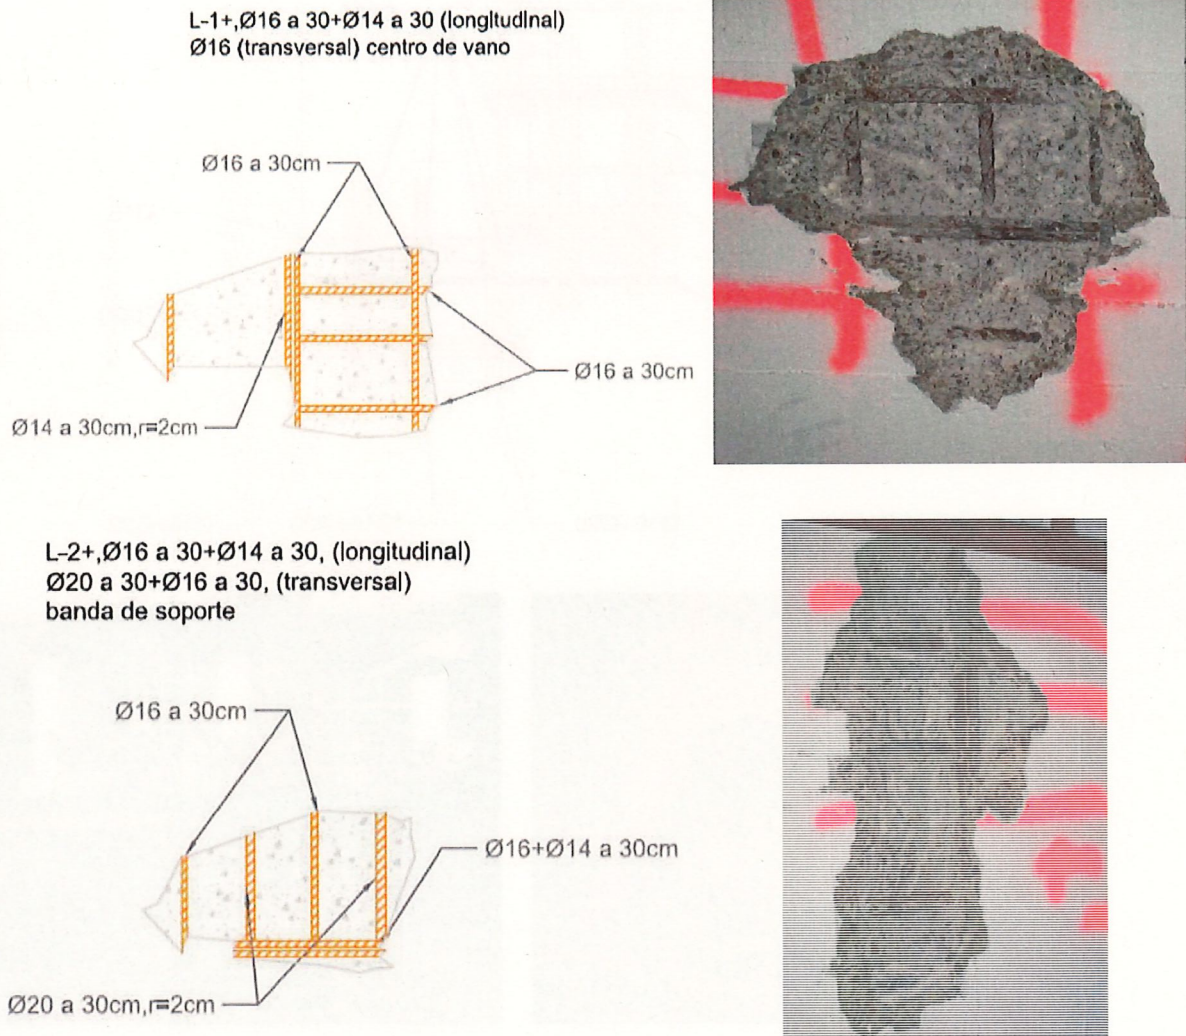 L-1+,Ø16 a 30+Ø14 a 30 (longitudinal)
Ø16 (transversal) centro de vano
Ø16 a 30cm
Ø16 a 30cm
Ø14 a 30cm,r=2cm
L-2+,Ø16 a 30+Ø14 a 30, (longitudinal)
Ø20 a 30+Ø16 a 30, (transversal)
banda de soporte
Ø16 a 30cm
Ø16+Ø14 a 30cm
Ø20 a 30cm,r=2cm